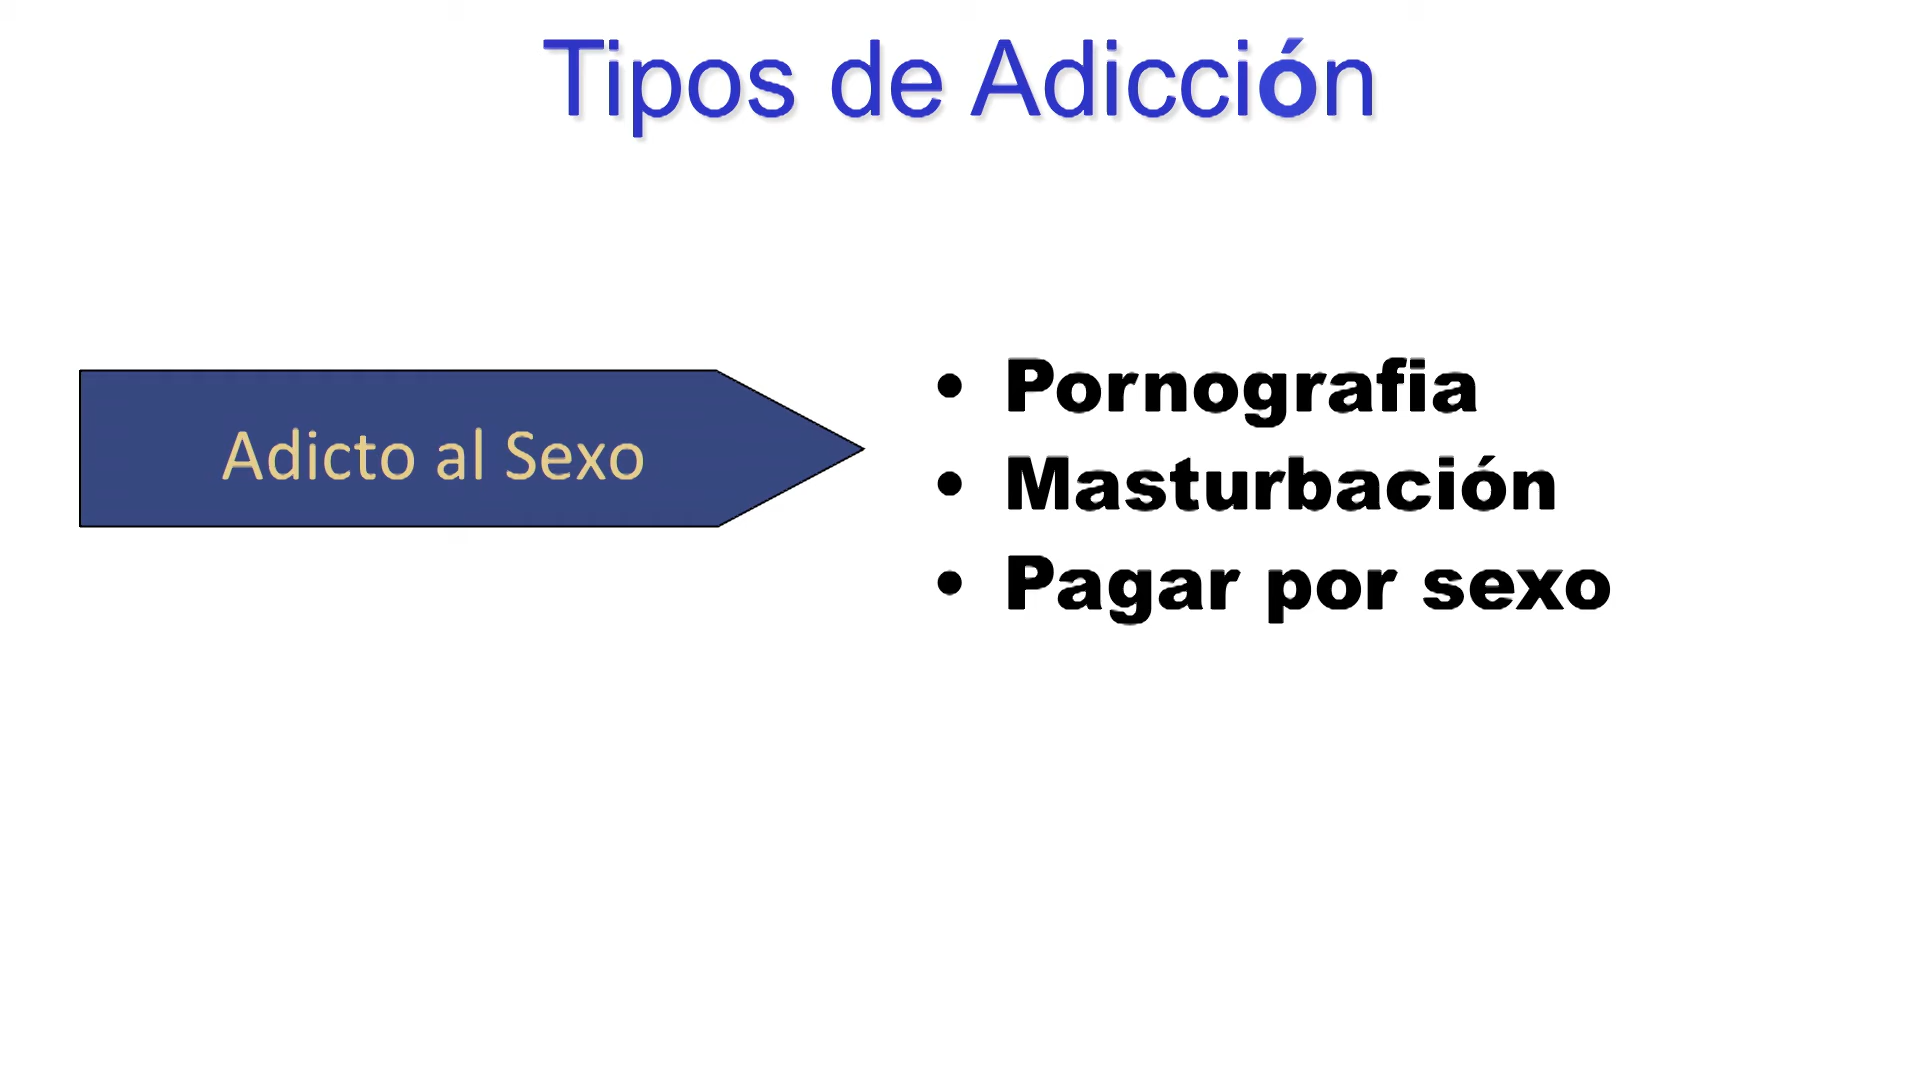 Tipos de Adicción
Adicto al Sexo
• Pornografia
• Masturbación
• Pagar por sexo